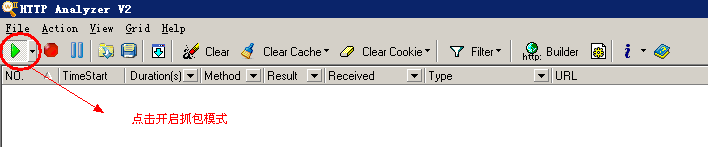 HTTP Analyzer V2
File Action View Grid Help
Clear Clear Cache Clear Cookie Filter http: Builder i
NO. TimeStart Duration(s) Method Result Received Type URL
点击开启抓包模式